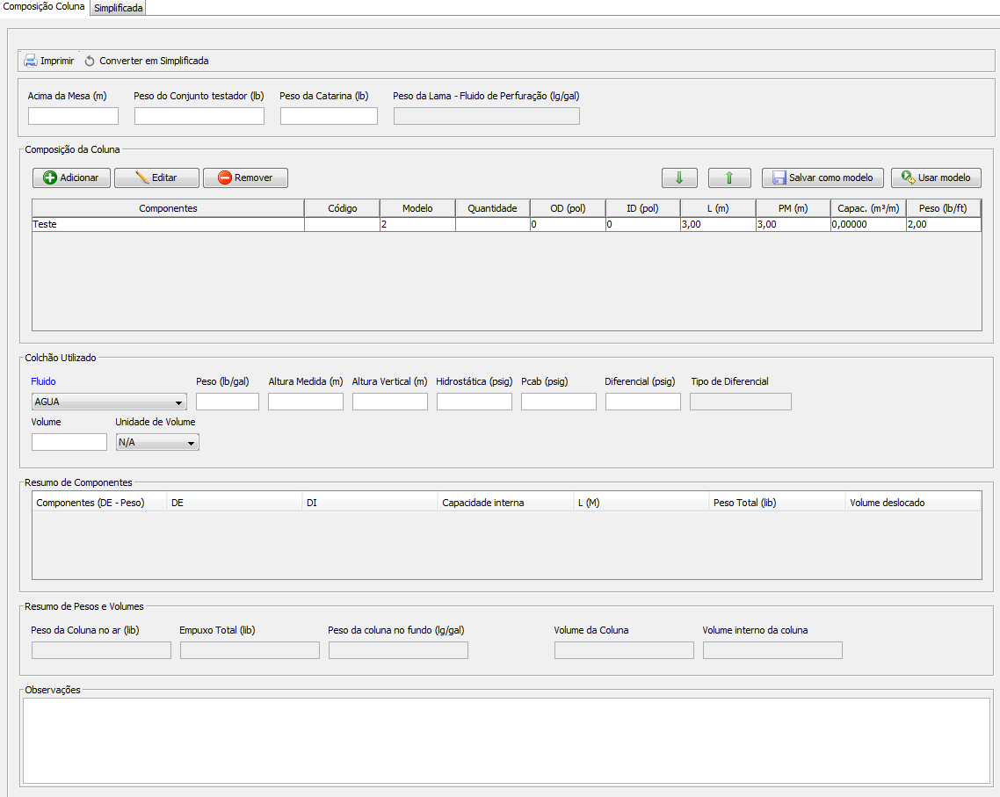 Composição Coluna Simplificada
Imprimir Converter em Simplificada
Acima da Mesa (m) Peso do Conjunto testador (lb) Peso da Catarina (lb) Peso da Lama - Fluido de Perfuração (lg/gal)
Composição da Coluna
Adicionar Editar Remover Salvar como modelo Usar modelo
Componentes Código Modelo Quantidade OD (pol) ID (pol) L (m) PM (m) Capac. (m³/m) Peso (lb/ft)
Teste 2 0 0 3,00 3,00 0,00000 2,00
Colchão Utilizado
Fluido Peso (lb/gal) Altura Medida (m) Altura Vertical (m) Hidrostática (psig) Pcab (psig) Diferencial (psig) Tipo de Diferencial
AGUA
Volume Unidade de Volume
N/A
Resumo de Componentes
Componentes (DE - Peso) DE DI Capacidade interna L (M) Peso Total (lib) Volume deslocado
Resumo de Pesos e Volumes
Peso da Coluna no ar (lib) Empuxo Total (lib) Peso da coluna no fundo (lg/gal) Volume da Coluna Volume interno da coluna
Observações